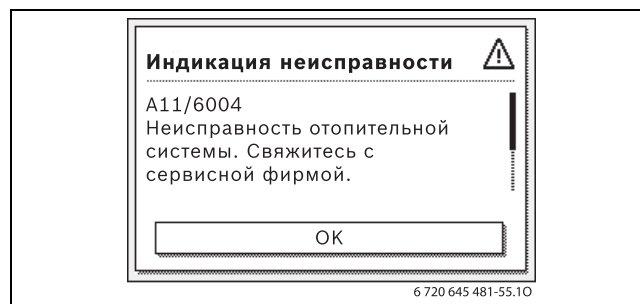 Индикация неисправности
A11/6004
Неисправность отопительной
системы. Свяжитесь с
сервисной фирмой.
OK
6 720 645 481-55.1O